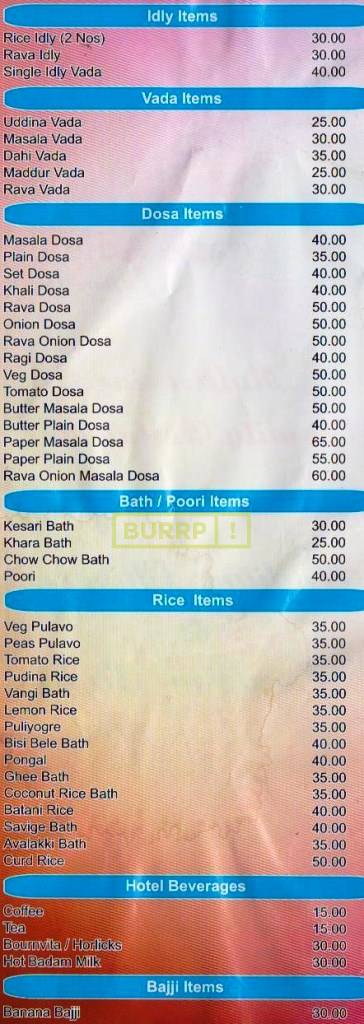 Idly Items
Rice Idly (2 Nos) 30.00
Rava Idly 30.00
Single Idly Vada 40.00
Vada Items
Uddina Vada 25.00
Masala Vada 30.00
Dahi Vada 35.00
Maddur Vada 25.00
Rava Vada 30.00
Dosa Items
Masala Dosa 40.00
Plain Dosa 35.00
Set Dosa 40.00
Khali Dosa 40.00
Rava Dosa 50.00
Onion Dosa 50.00
Rava Onion Dosa 50.00
Ragi Dosa 40.00
Veg Dosa 50.00
Tomato Dosa 50.00
Butter Masala Dosa 50.00
Butter Plain Dosa 40.00
Paper Masala Dosa 65.00
Paper Plain Dosa 55.00
Rava Onion Masala Dosa 60.00
Bath / Poori Items
Kesari Bath 30.00
BURRP!
Khara Bath 25.00
Chow Chow Bath 50.00
Poori 40.00
Rice Items
Veg Pulavo 35.00
Peas Pulavo 35.00
Tomato Rice 35.00
Pudina Rice 35.00
Vangi Bath 35.00
Lemon Rice 35.00
Puliyogre 35.00
Bisi Bele Bath 40.00
Pongal 40.00
Ghee Bath 35.00
Coconut Rice Bath 35.00
Batani Rice 40.00
Savige Bath 40.00
Avalakki Bath 35.00
Curd Rice 50.00
Hotel Beverages
Coffee 15.00
Tea 15.00
Bournvita / Horlicks 30.00
Hot Badam Milk 30.00
Bajji Items
Banana Bajji 30.00